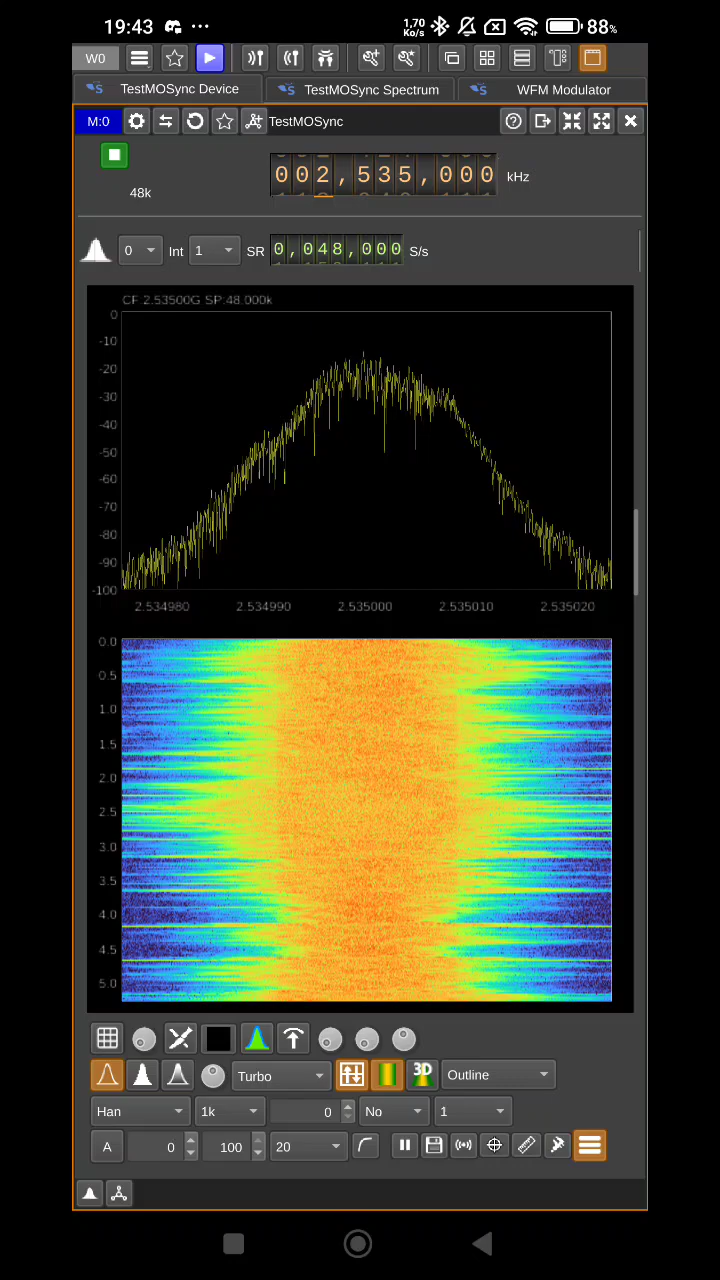 19:43 ... 1,70 Ko/s 88%
W0
TestMOSync Device TestMOSync Spectrum WFM Modulator
M:0 TestMOSync
002,535,000 kHz
48k
0 Int 1 SR 0,048,000 S/s
CF:2.53500G SP:48.000k
0
-10
-20
-30
-40
-50
-60
-70
-80
-90
-100
2.534980 2.534990 2.535000 2.535010 2.535020
0.0
0.5
1.0
1.5
2.0
2.5
3.0
3.5
4.0
4.5
5.0
Turbo 3D Outline
Han 1k 0 No 1
A 0 100 20